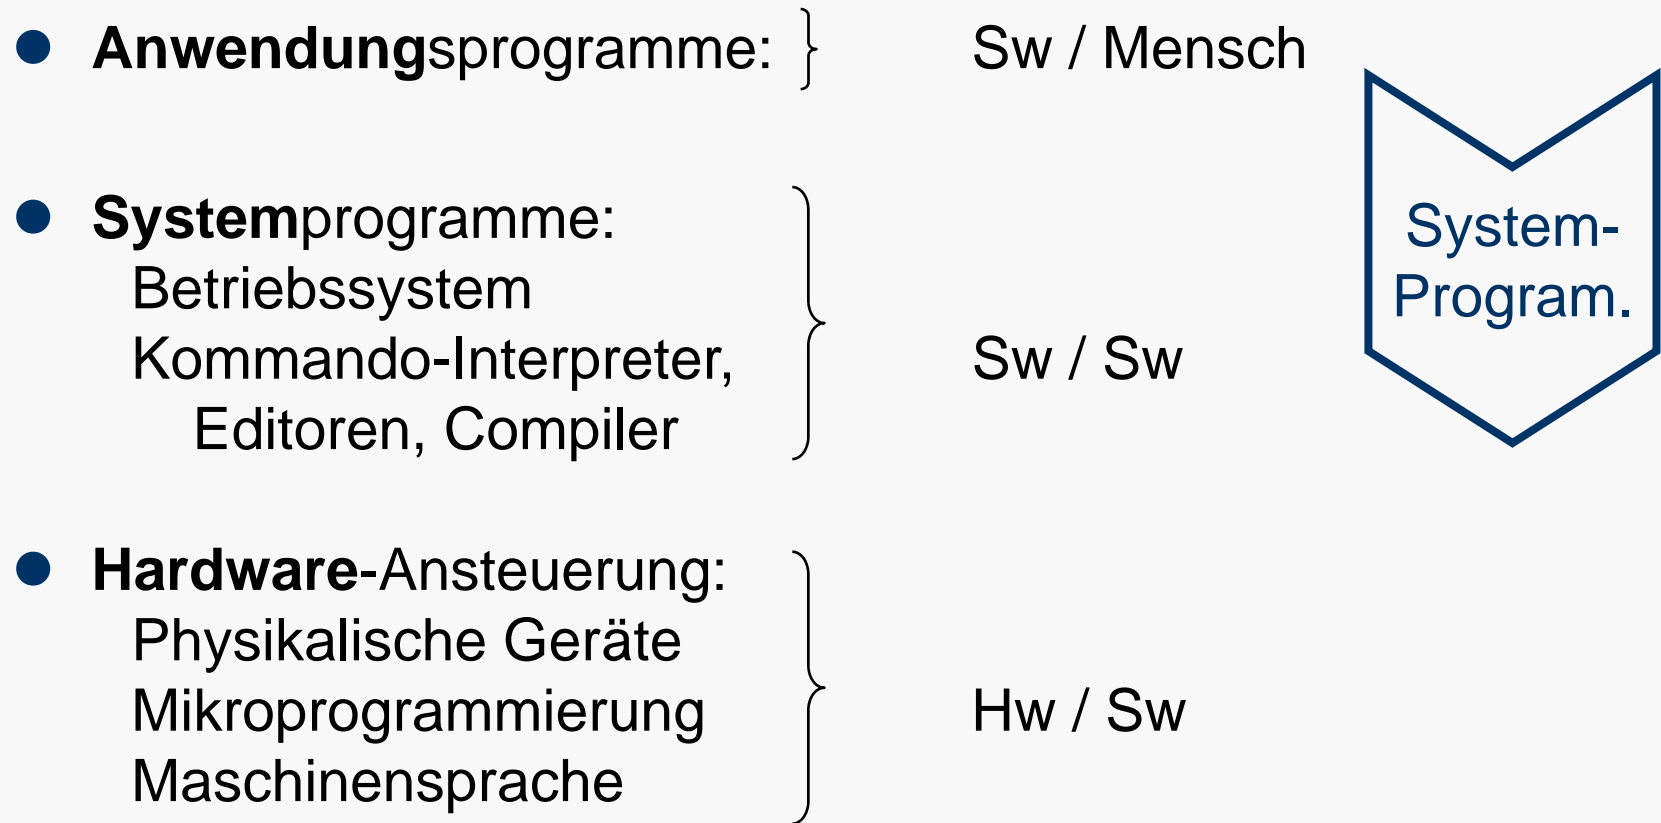 ● Anwendungsprogramme: Sw / Mensch
● Systemprogramme:
Betriebssystem
Kommando-Interpreter, Sw / Sw
Editoren, Compiler
System-
Program.
● Hardware-Ansteuerung:
Physikalische Geräte
Mikroprogrammierung Hw / Sw
Maschinensprache